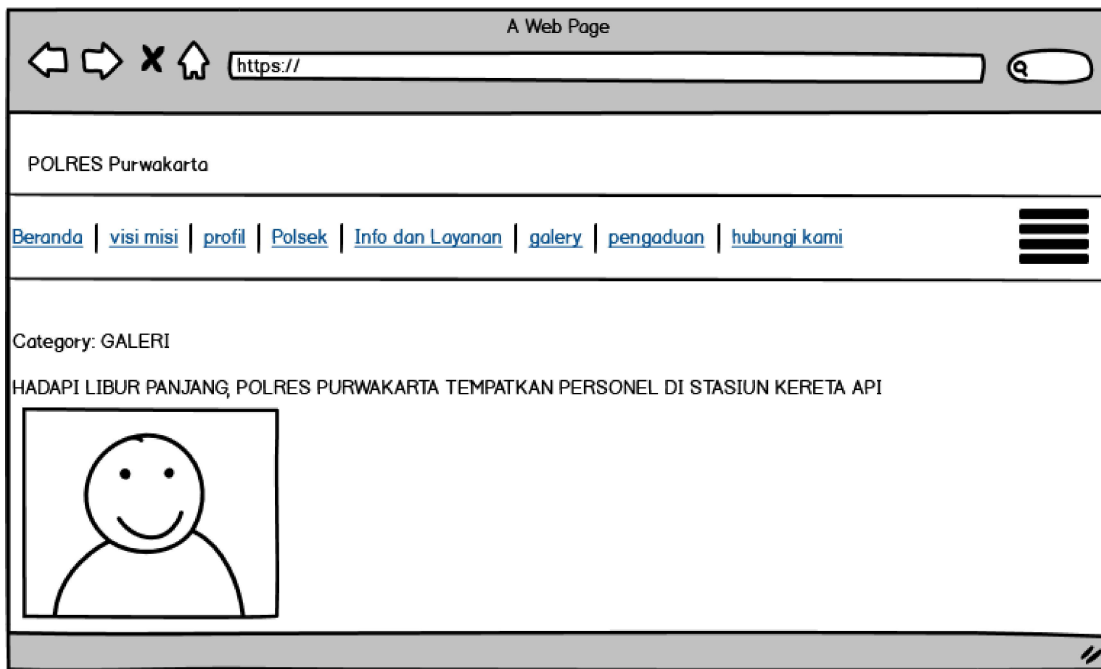 A Web Page
https://
POLRES Purwakarta
Beranda | visi misi | profil | Polsek | Info dan Layanan | galery | pengaduan | hubungi kami
Category: GALERI
HADAPI LIBUR PANJANG, POLRES PURWAKARTA TEMPATKAN PERSONEL DI STASIUN KERETA API